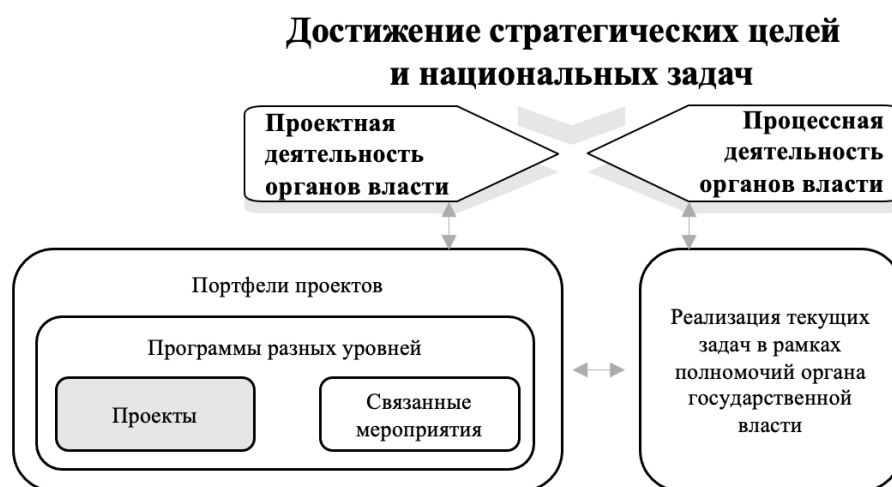 Достижение стратегических целей
и национальных задач
Проектная
деятельность
органов власти
Процессная
деятельность
органов власти
Портфели проектов
Программы разных уровней
Проекты
Связанные
мероприятия
Реализация текущих
задач в рамках
полномочий органа
государственной
власти